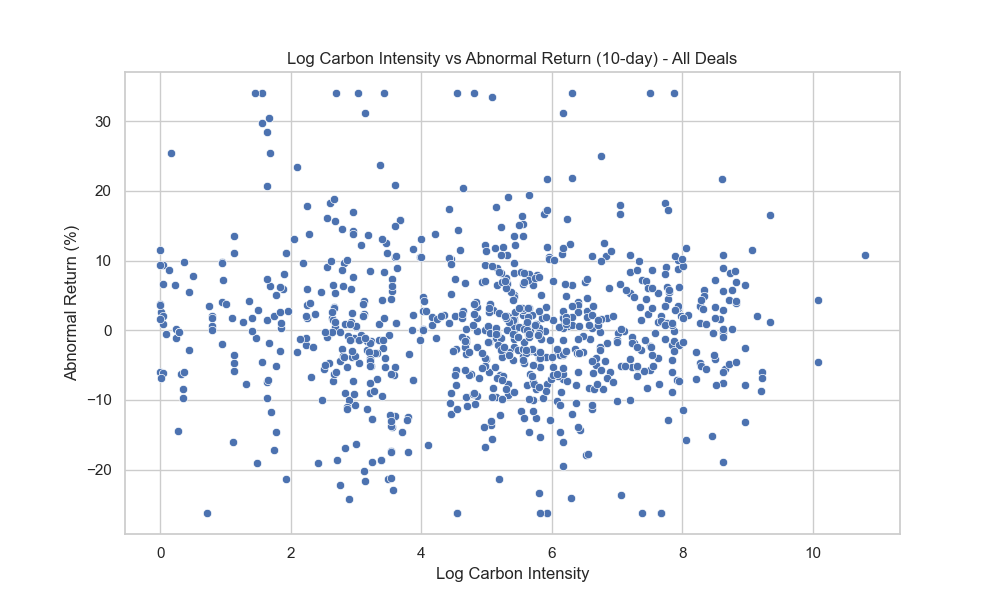 Log Carbon Intensity vs Abnormal Return (10-day) - All Deals
Abnormal Return (%)
30
20
10
0
−10
−20
0 2 4 6 8 10
Log Carbon Intensity